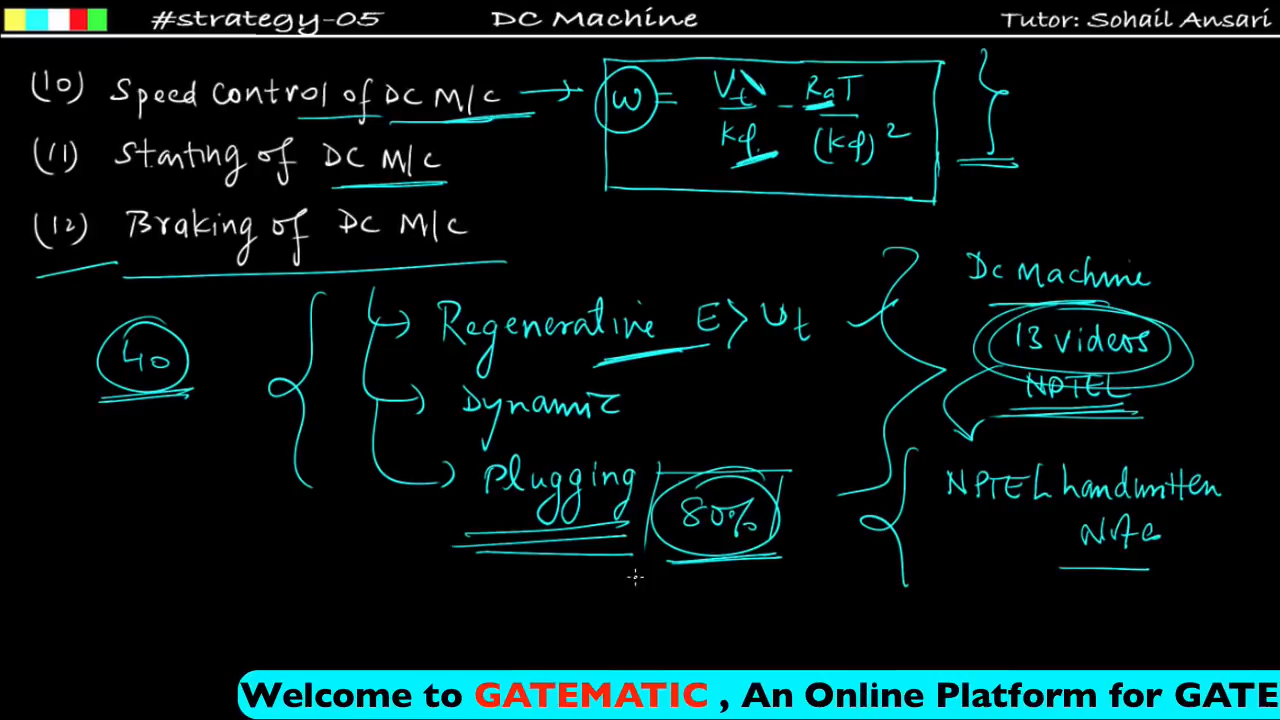 #strategy-05 DC Machine Tutor: Sohail Ansari
(10) Speed Control of DC M/C → ω = Vt/Kφ - RaT/(Kφ)²
(11) Starting of DC M/C
(12) Braking of DC M/C
Dc Machine
13 videos
NPTEL
40
Regenerative E > Vt
Dynamic
Plugging 80%
NPTEL handwritten
Welcome to GATEMATIC , An Online Platform for GATE